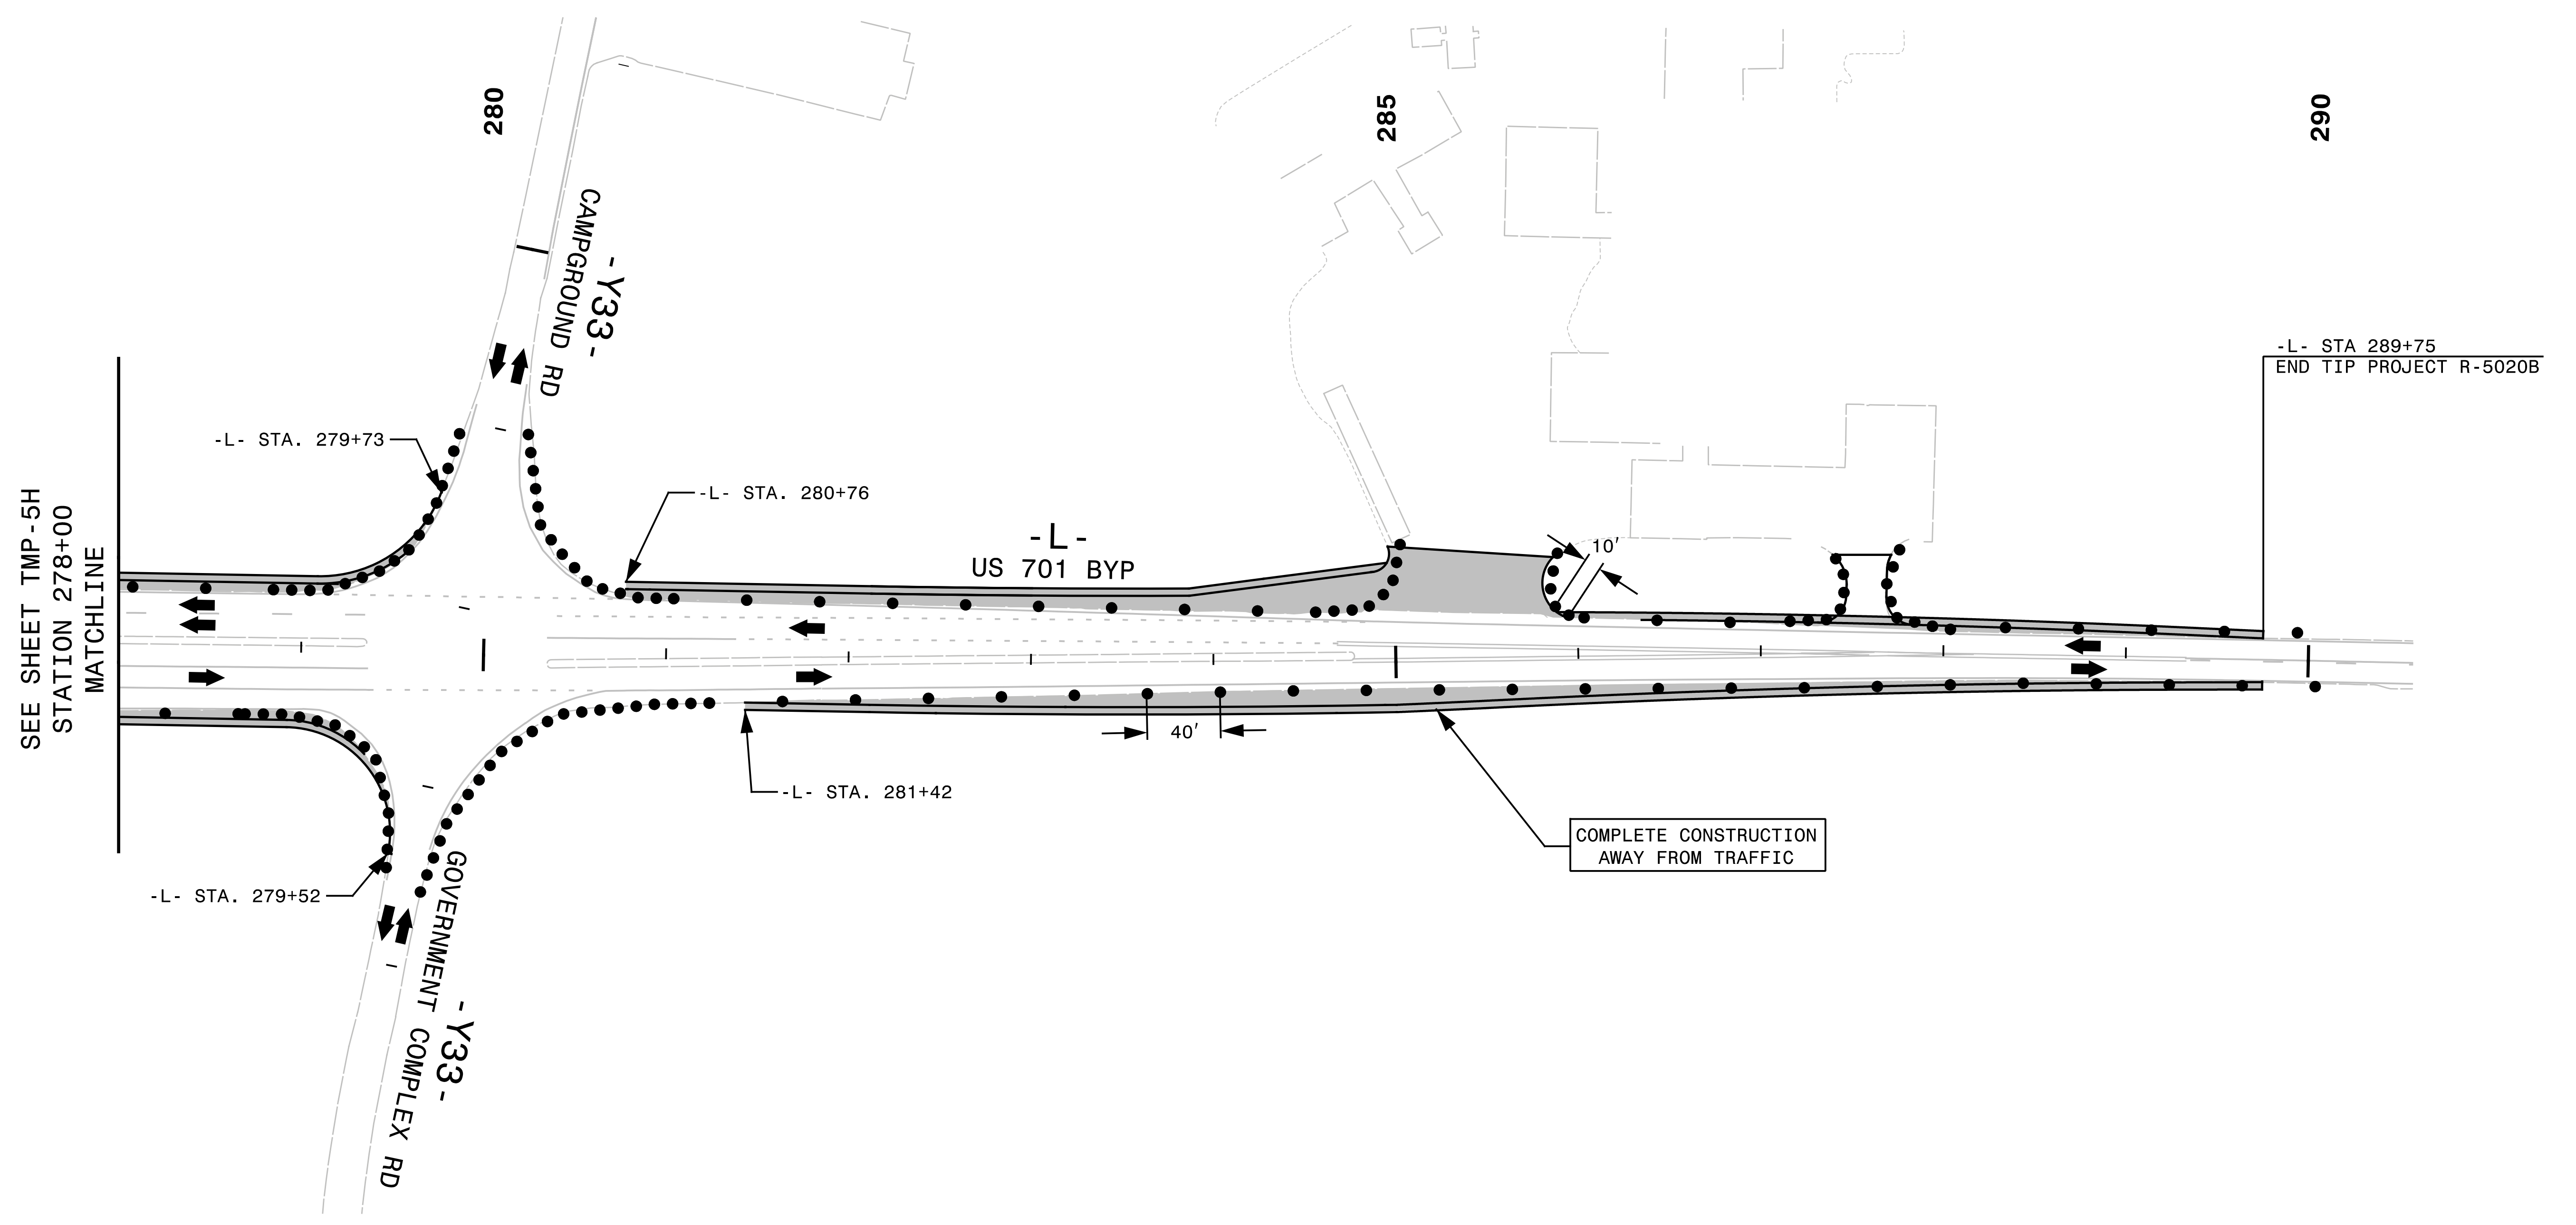 280
285
290
-Y33-
CAMPGROUND RD
-L- STA 289+75
END TIP PROJECT R-5020B
-L- STA. 279+73
-L- STA. 280+76
-L-
US 701 BYP
10'
SEE SHEET TMP-5H
STATION 278+00
MATCHLINE
40'
-L- STA. 281+42
COMPLETE CONSTRUCTION
AWAY FROM TRAFFIC
-L- STA. 279+52
GOVERNMENT COMPLEX RD
-Y33-